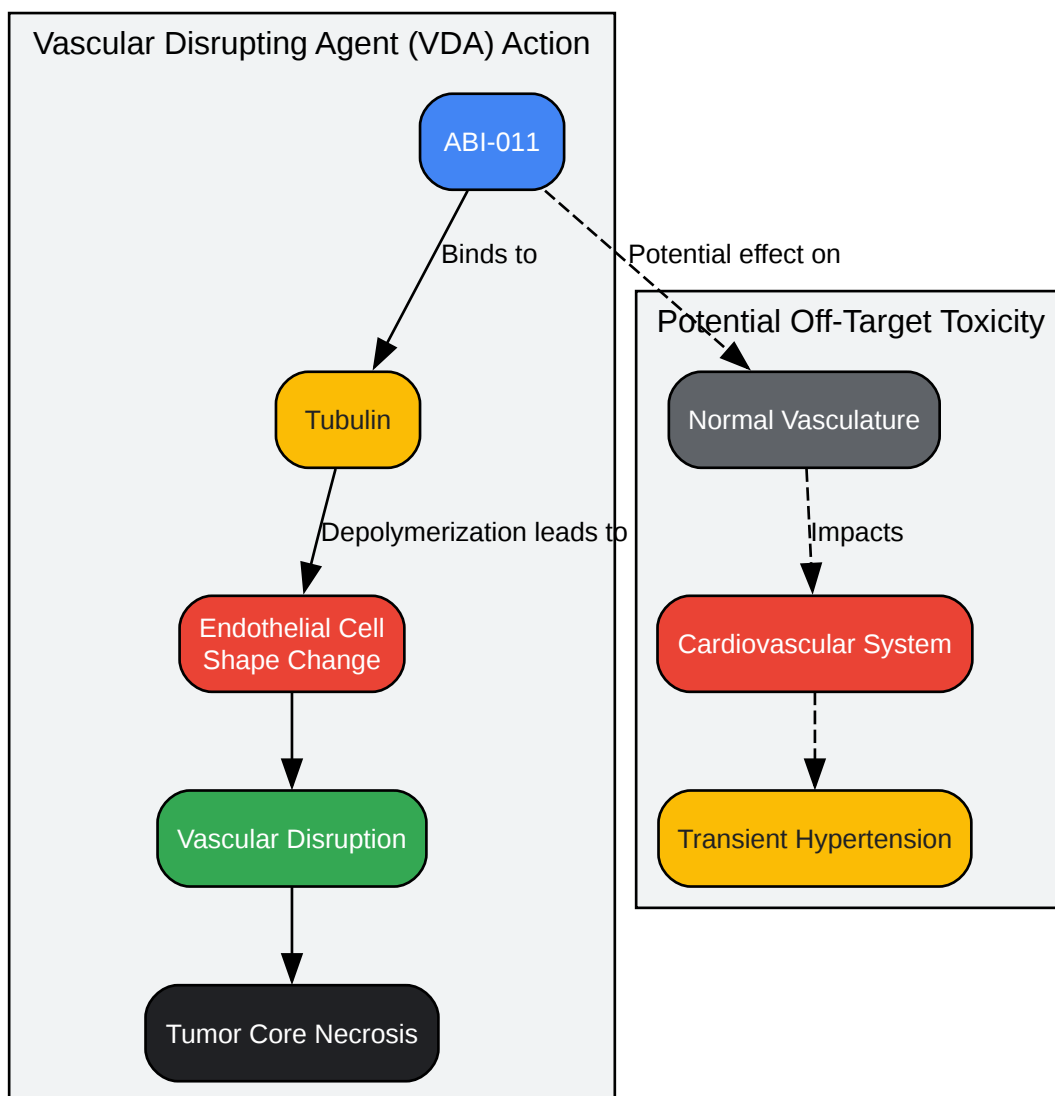 Vascular Disrupting Agent (VDA) Action
ABI-011
Binds to
Potential effect on
Potential Off-Target Toxicity
Tubulin
Normal Vasculature
Depolymerization leads to
Impacts
Endothelial Cell
Shape Change
Cardiovascular System
Vascular Disruption
Transient Hypertension
Tumor Core Necrosis